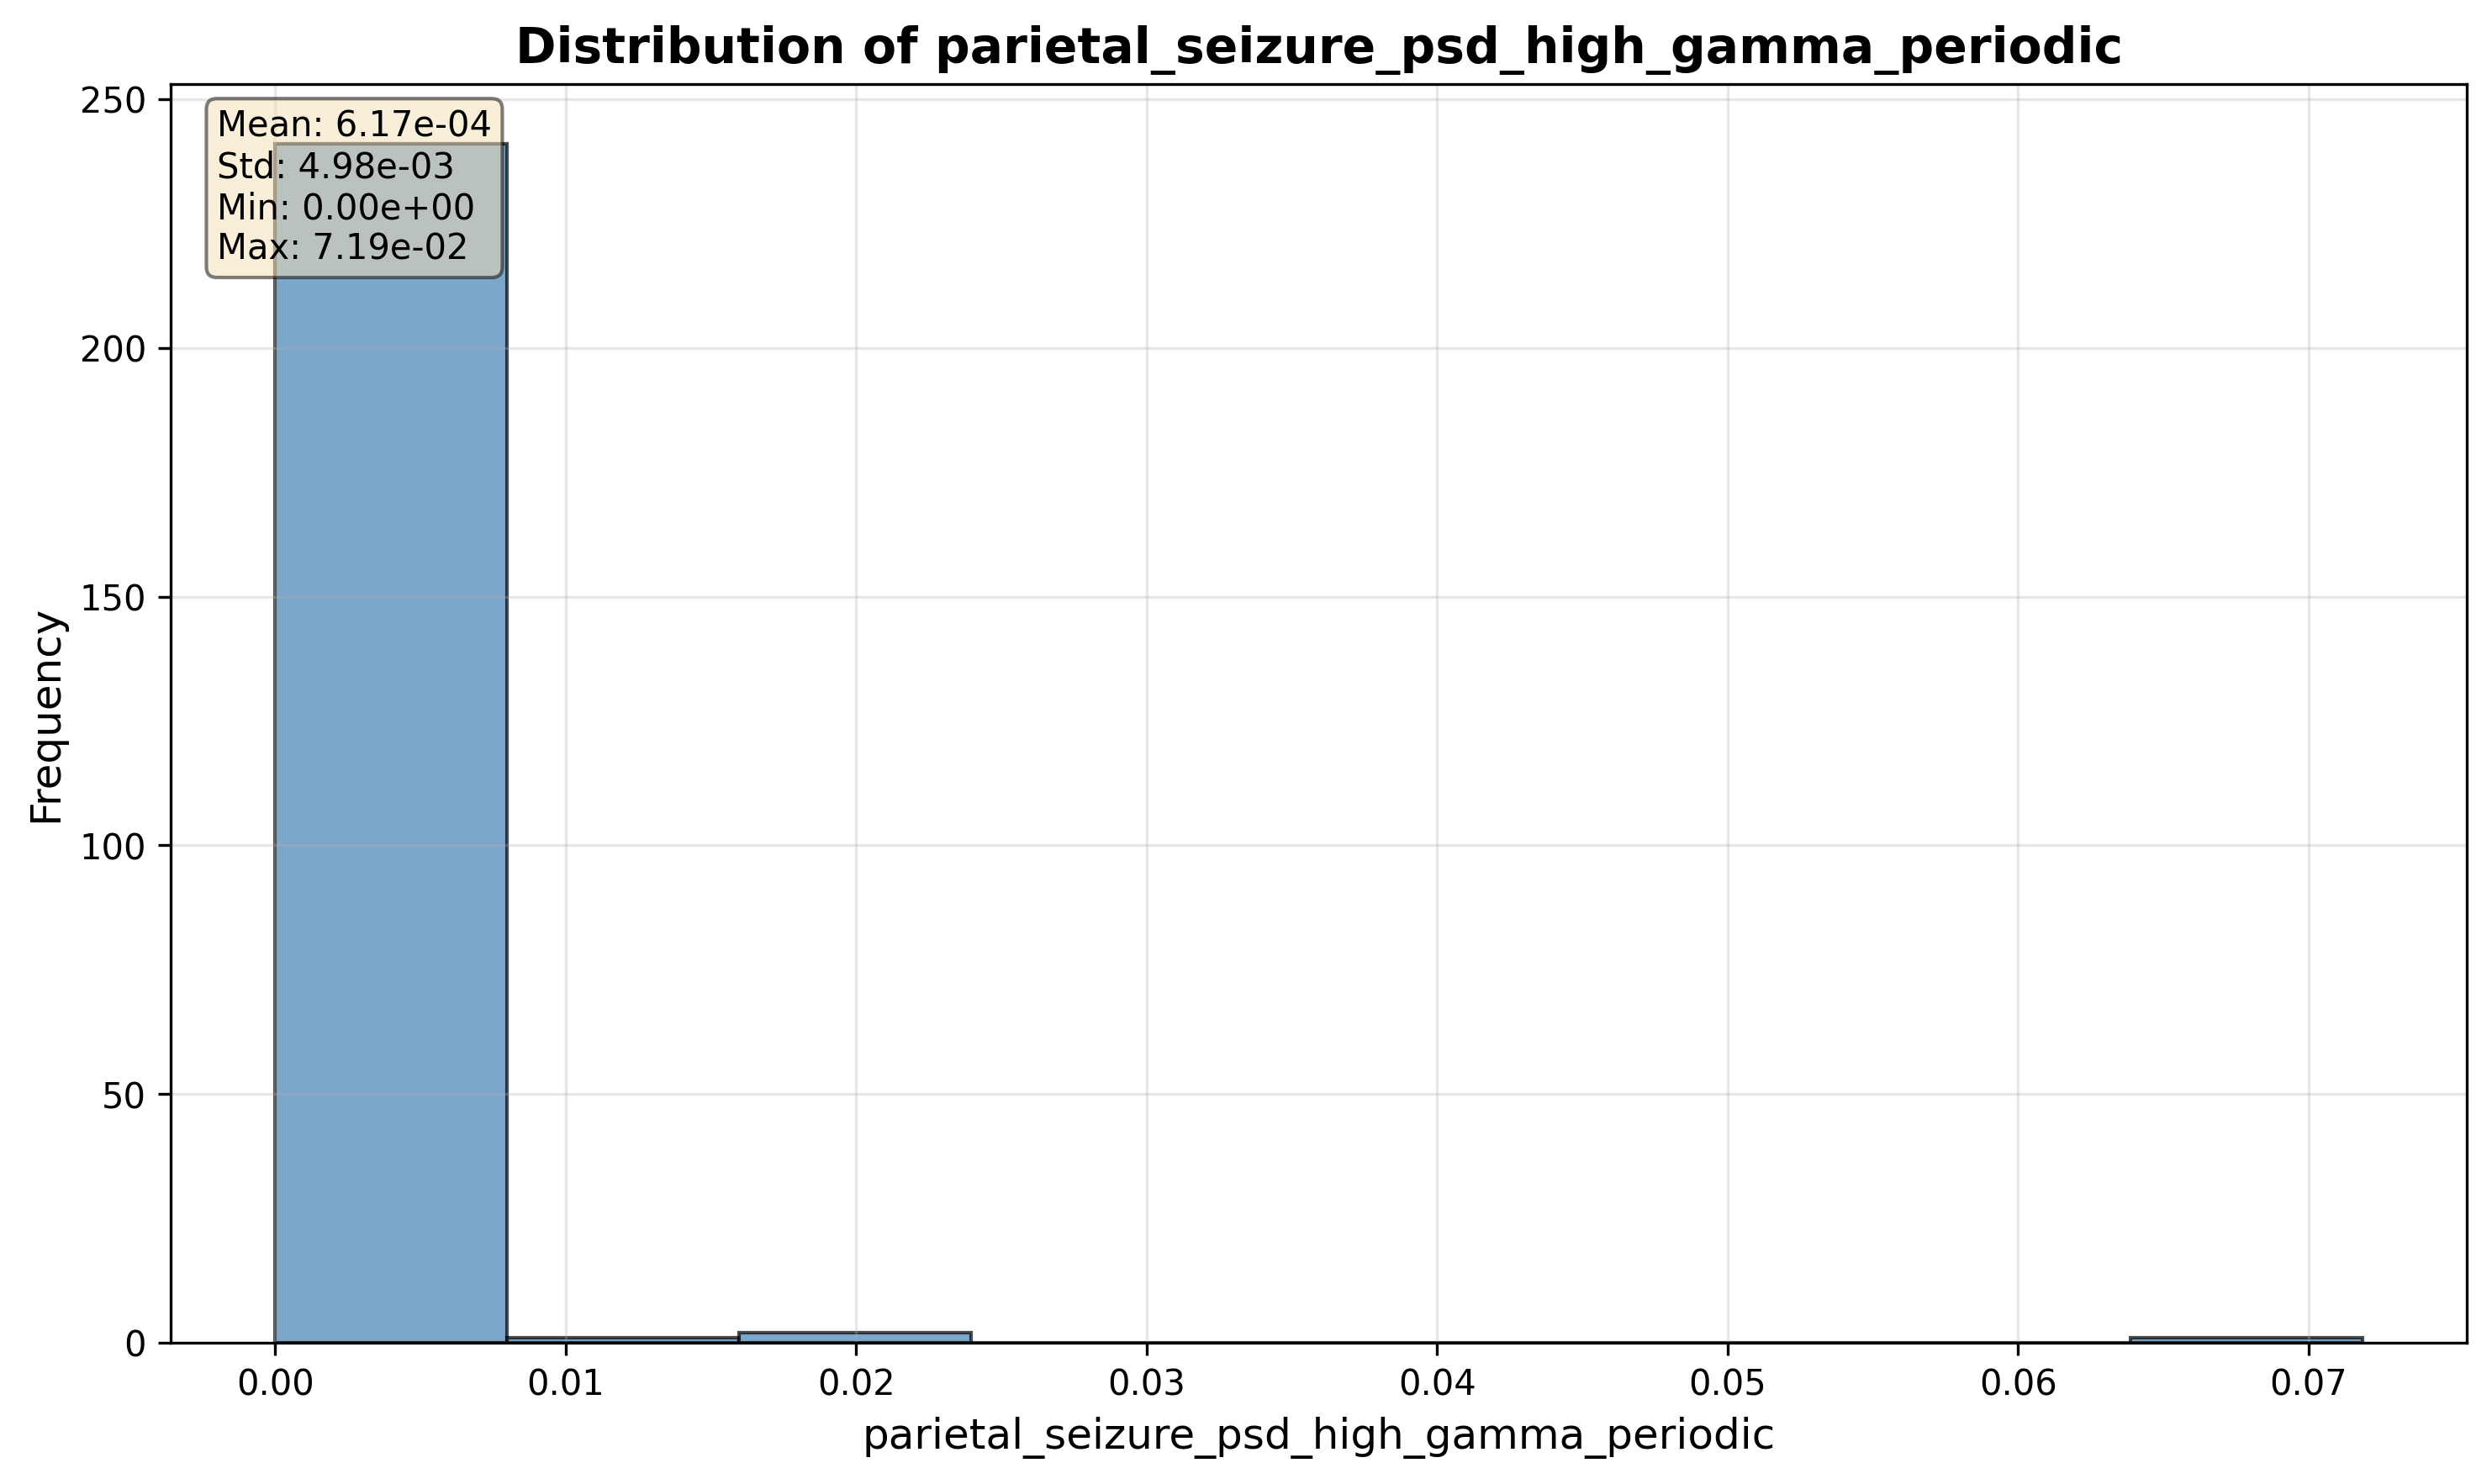 Distribution of parietal_seizure_psd_high_gamma_periodic
Mean: 6.17e-04
Std: 4.98e-03
Min: 0.00e+00
Max: 7.19e-02
250
200
150
100
50
0
Frequency
0.00 0.01 0.02 0.03 0.04 0.05 0.06 0.07
parietal_seizure_psd_high_gamma_periodic